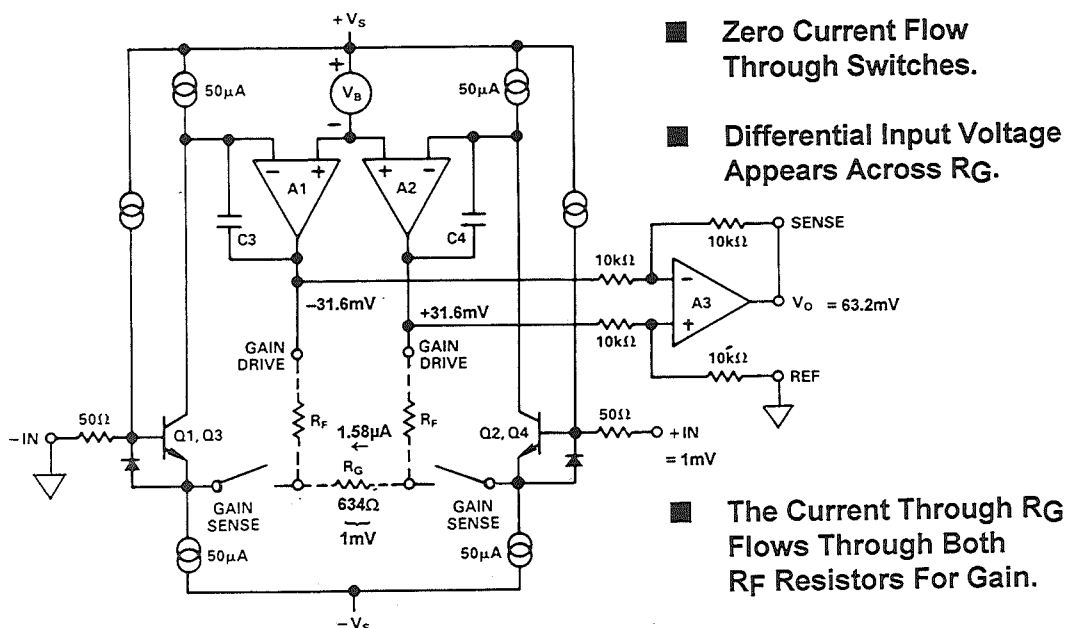 +VS
50μA
+
VB
−
50μA
− +
A1
+ −
A2
C3
C4
−31.6mV
+31.6mV
GAIN
DRIVE
GAIN
DRIVE
−IN
50Ω
Q1, Q3
RF
1.58μA
←
RF
RG
634Ω
1mV
GAIN
SENSE
GAIN
SENSE
Q2, Q4
50Ω
+IN
= 1mV
50μA
50μA
−VS
10kΩ
10kΩ
SENSE
−
A3
+
VO = 63.2mV
10kΩ
10kΩ
REF
■ Zero Current Flow
Through Switches.
■ Differential Input Voltage
Appears Across RG.
■ The Current Through RG
Flows Through Both
RF Resistors For Gain.